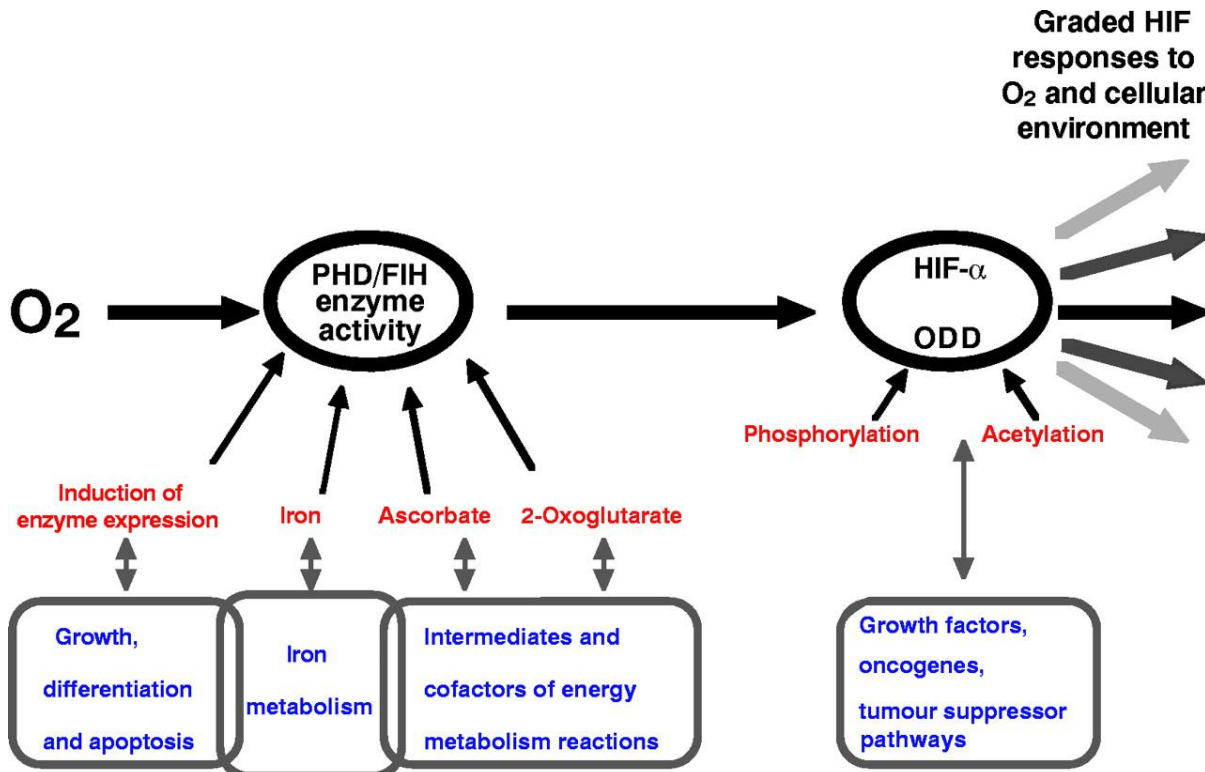 Graded HIF
responses to
O2 and cellular
environment
O2
PHD/FIH
enzyme
activity
HIF-α
ODD
Phosphorylation
Acetylation
Induction of
enzyme expression
Iron
Ascorbate
2-Oxoglutarate
Growth,
differentiation
and apoptosis
Iron
metabolism
Intermediates and
cofactors of energy
metabolism reactions
Growth factors,
oncogenes,
tumour suppressor
pathways